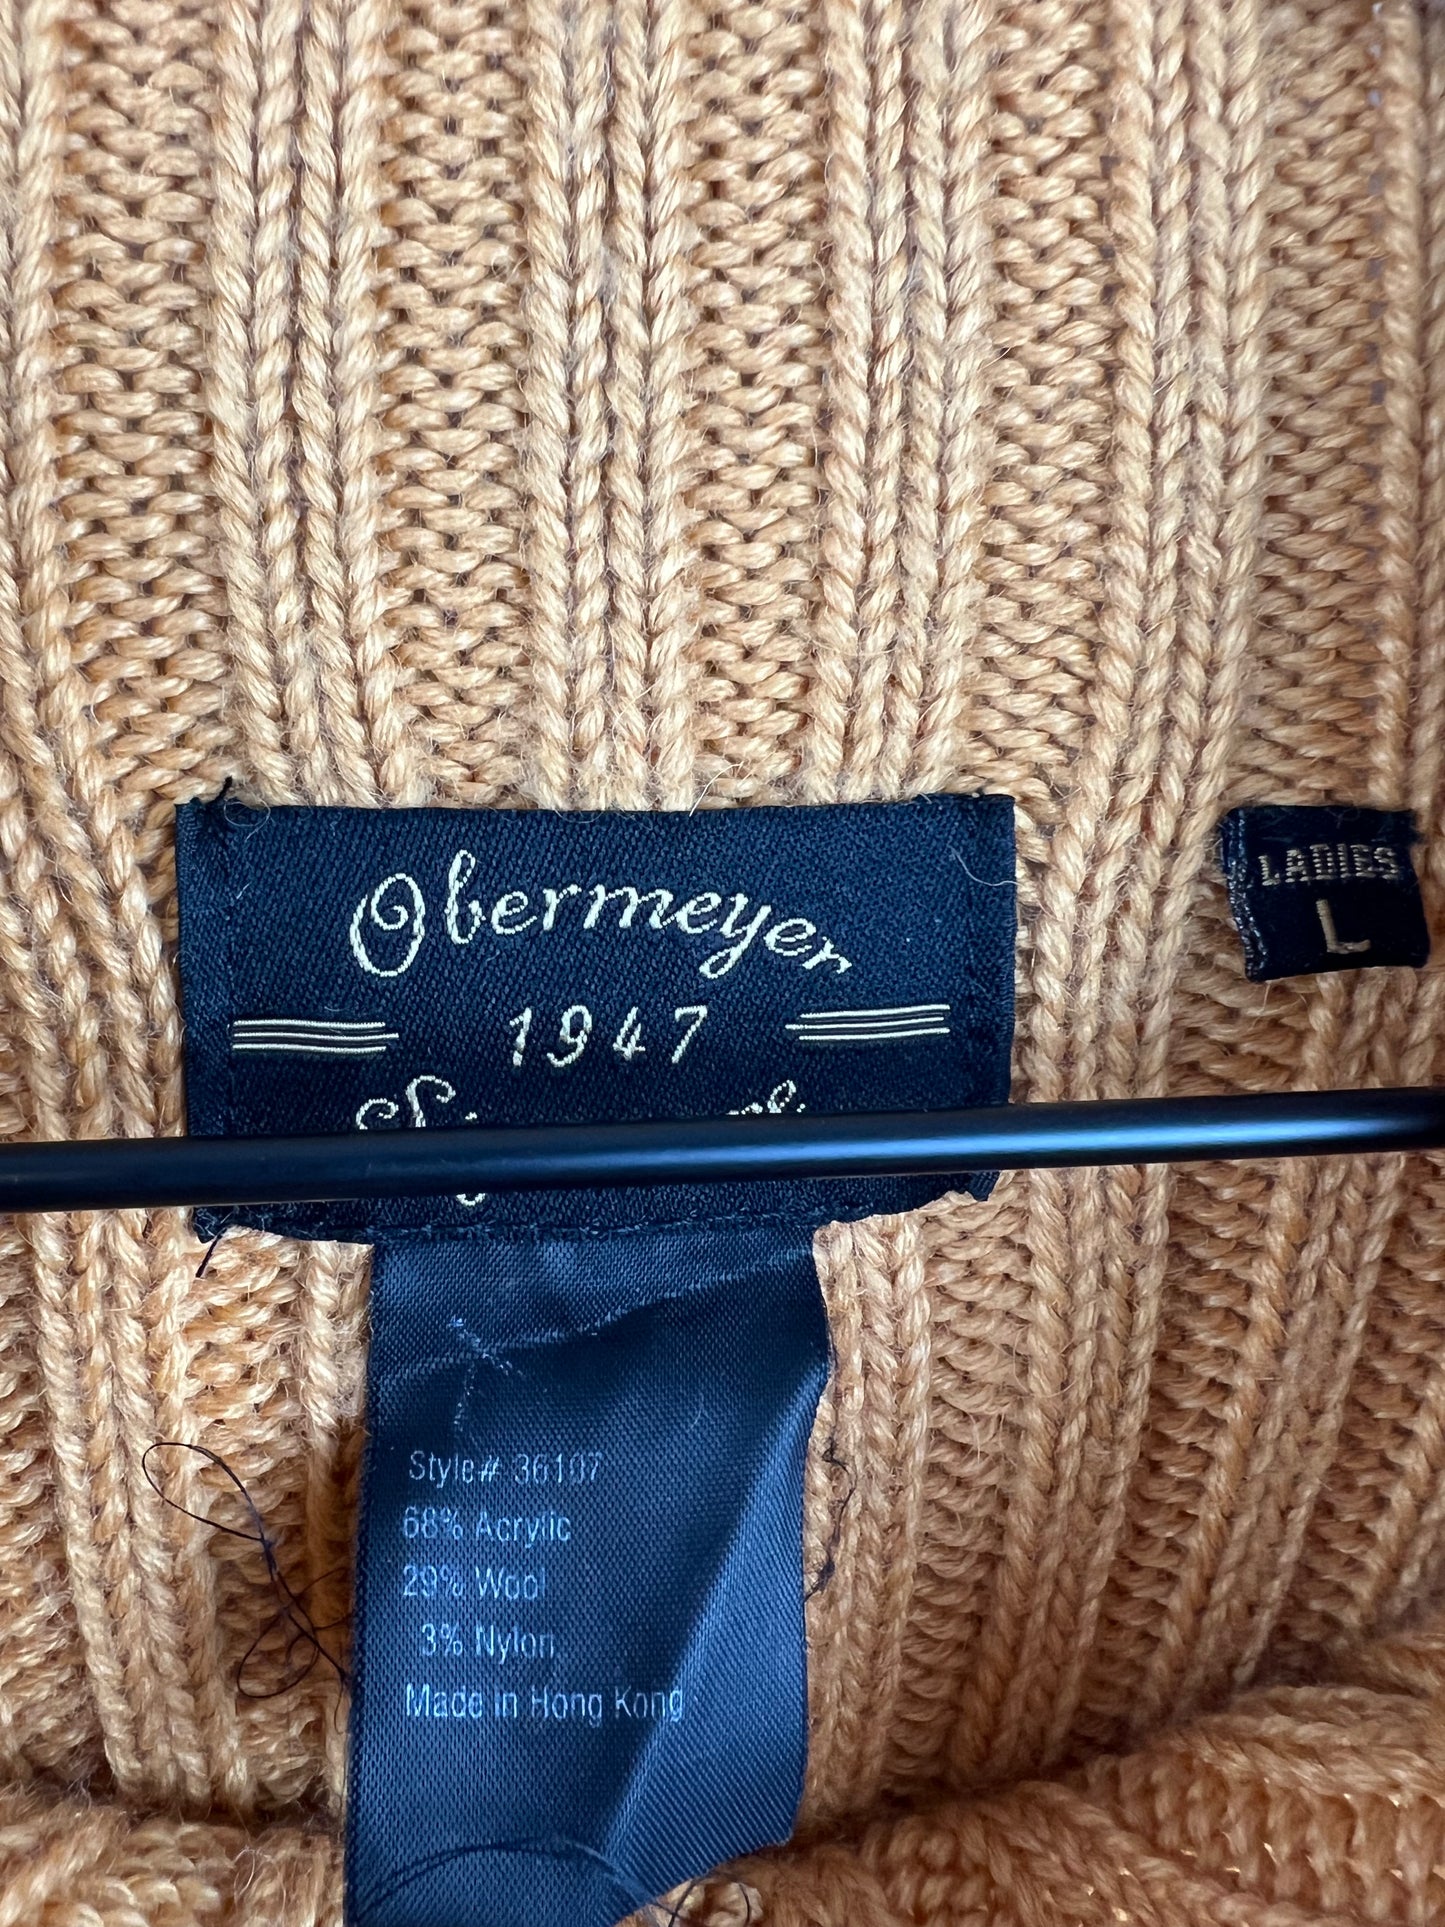 Obermeyer
1947
LADIES
L
Style# 36107
68% Acrylic
29% Wool
3% Nylon
Made in Hong Kong